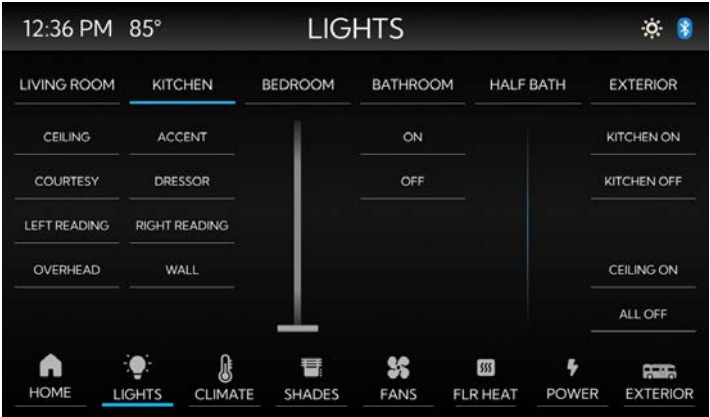 12:36 PM 85° LIGHTS
LIVING ROOM KITCHEN BEDROOM BATHROOM HALF BATH EXTERIOR
CEILING ACCENT ON KITCHEN ON
COURTESY DRESSOR OFF KITCHEN OFF
LEFT READING RIGHT READING
OVERHEAD WALL CEILING ON
ALL OFF
HOME LIGHTS CLIMATE SHADES FANS FLR HEAT POWER EXTERIOR